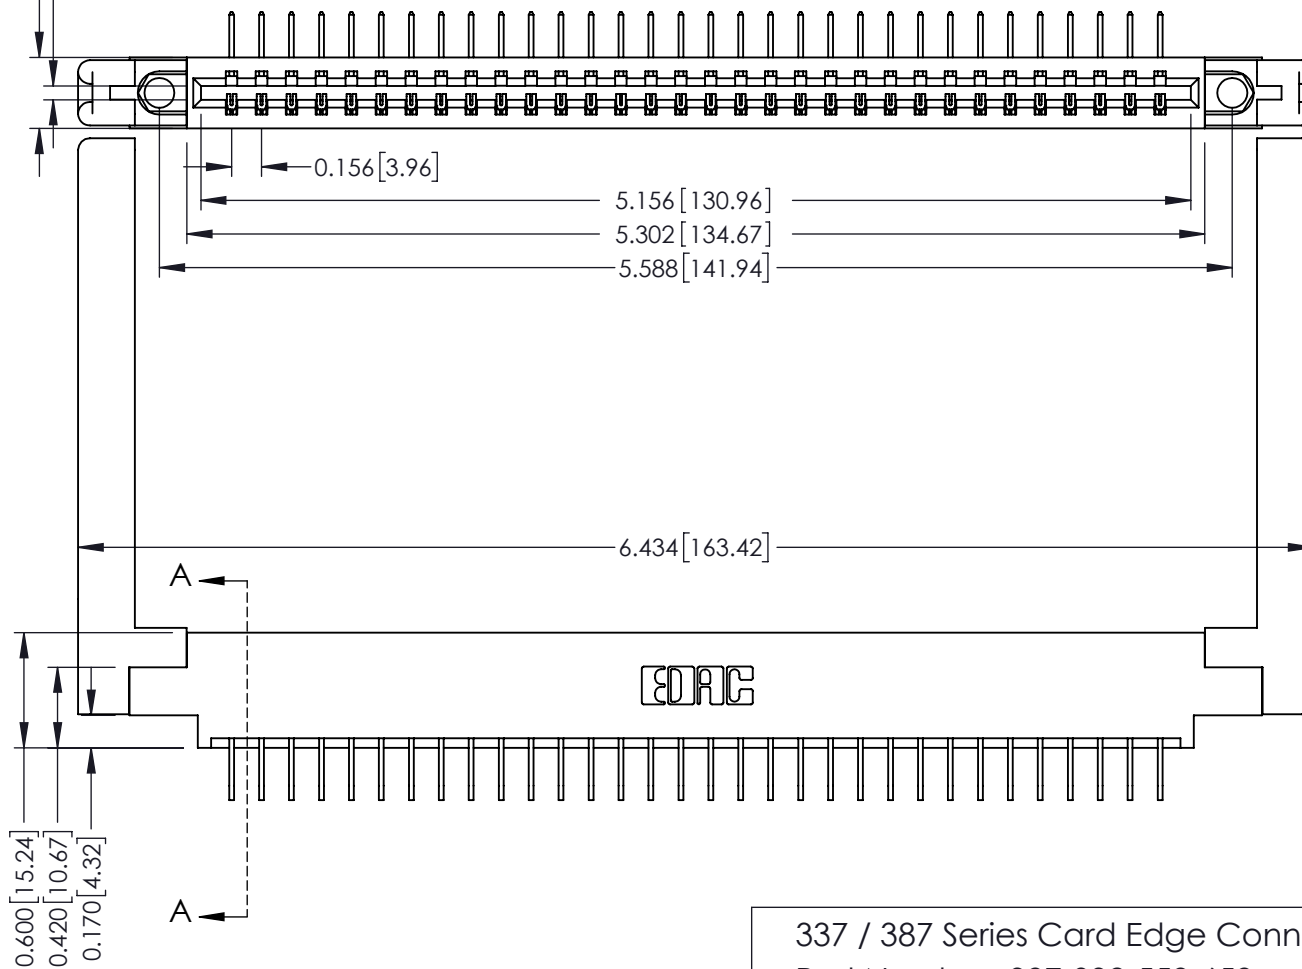 0.156[3.96]
5.156[130.96]
5.302[134.67]
5.588[141.94]
6.434[163.42]
A
EDAC
0.600[15.24]
0.420[10.67]
0.170[4.32]
A
337 / 387 Series Card Edge Conn